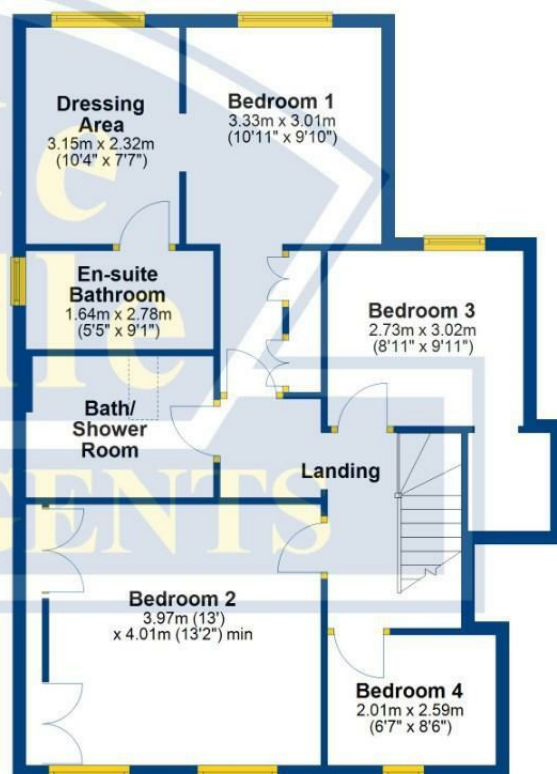 Dressing
Area
3.15m x 2.32m
(10'4" x 7'7")
Bedroom 1
3.33m x 3.01m
(10'11" x 9'10")
En-suite
Bathroom
1.64m x 2.78m
(5'5" x 9'1")
Bedroom 3
2.73m x 3.02m
(8'11" x 9'11")
Bath/
Shower
Room
Landing
Bedroom 2
3.97m (13')
x 4.01m (13'2") min
Bedroom 4
2.01m x 2.59m
(6'7" x 8'6")
GENTS